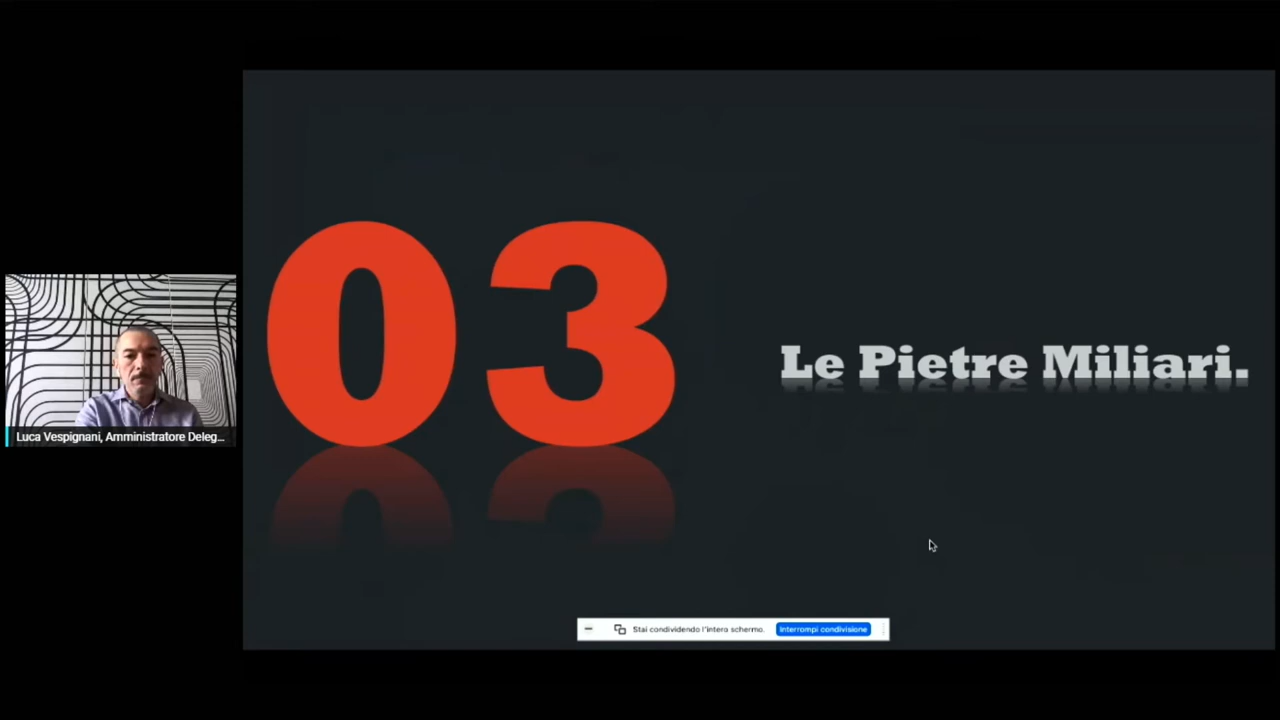 03
Le Pietre Miliari.
Luca Vespignani, Amministratore Deleg...
Stai condividendo l'intero schermo.
Interrompi condivisione